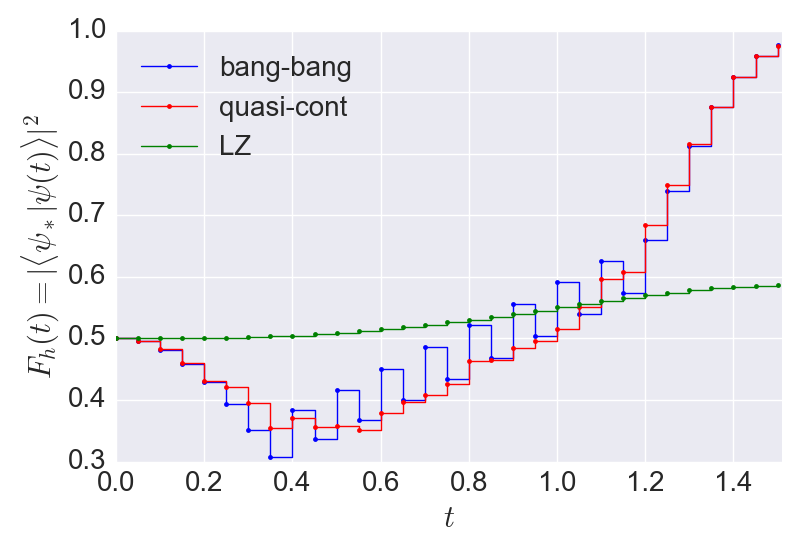 1.0
0.9
0.8
0.7
0.6
0.5
0.4
0.3
F_h(t) = |⟨ψ_*|ψ(t)⟩|^2
bang-bang
quasi-cont
LZ
0.0 0.2 0.4 0.6 0.8 1.0 1.2 1.4
t